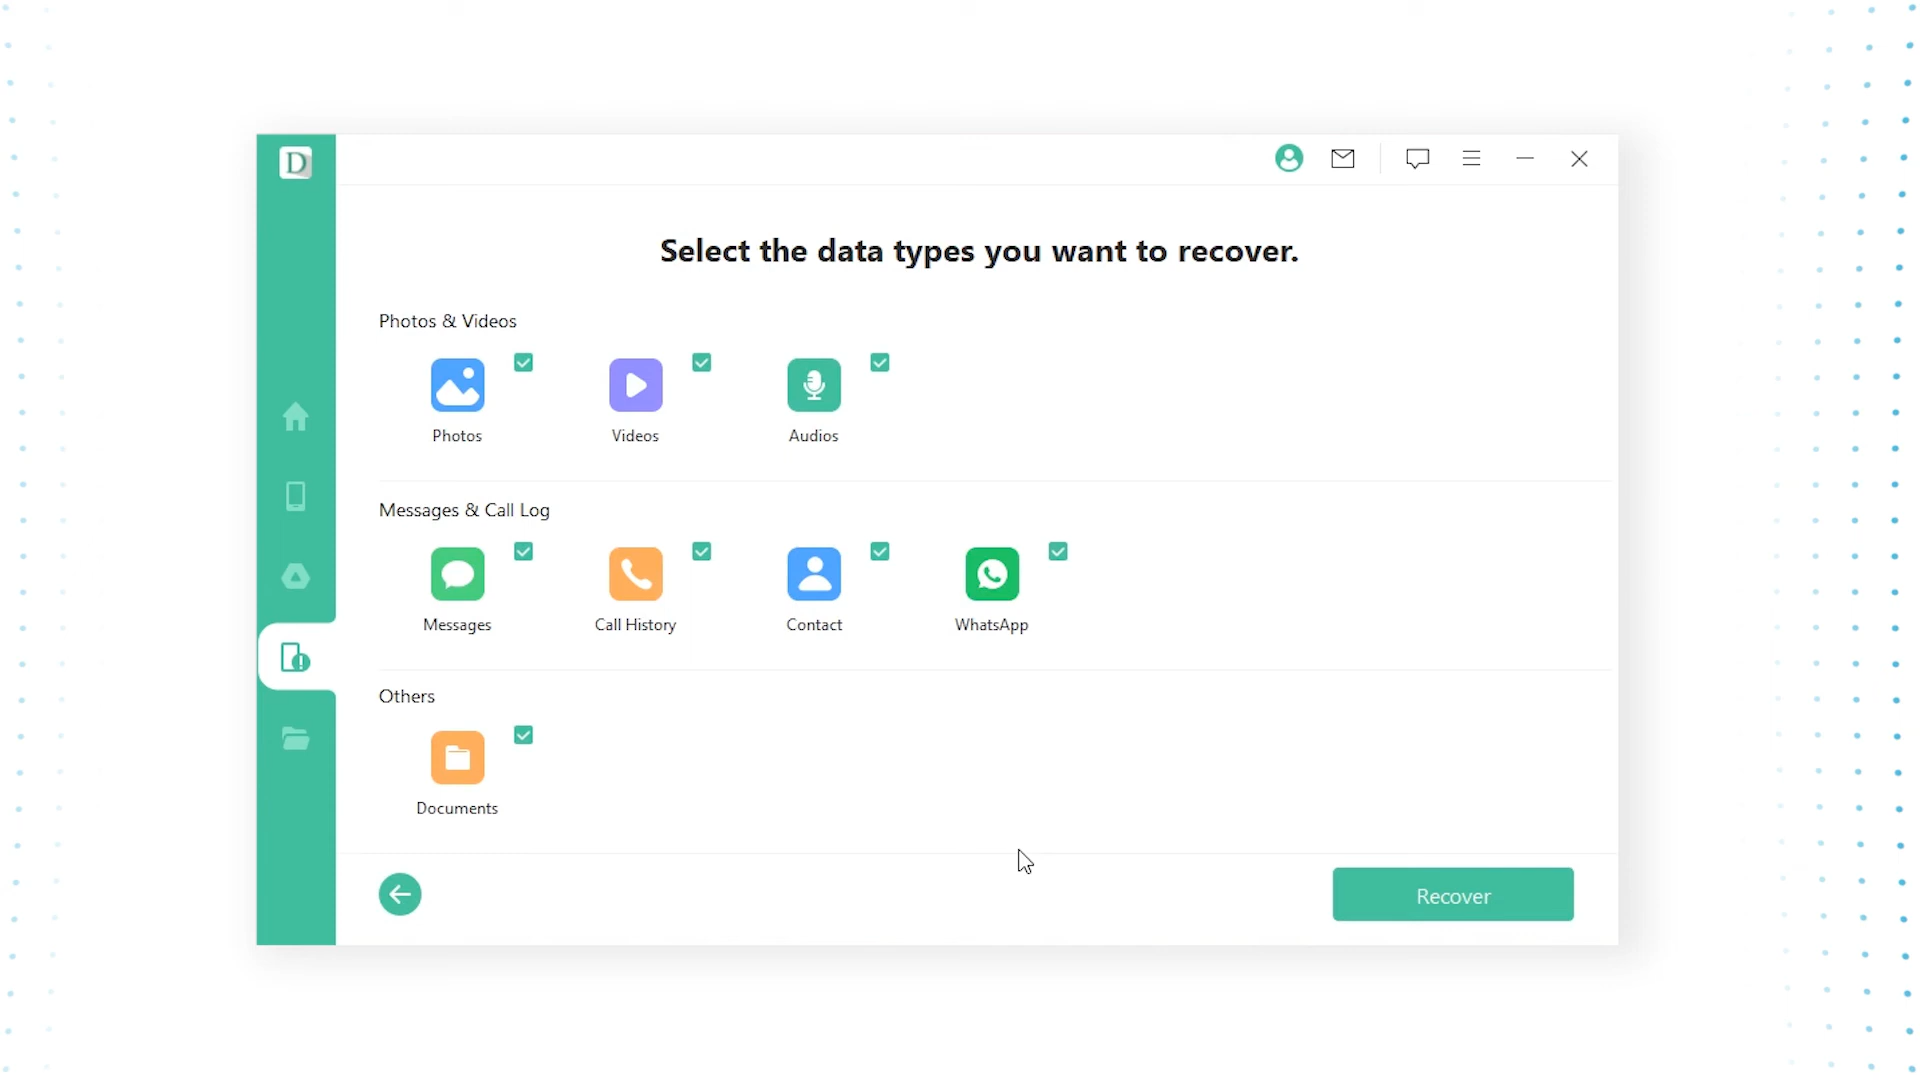 D
Select the data types you want to recover.
Photos & Videos
Photos
Videos
Audios
Messages & Call Log
Messages
Call History
Contact
WhatsApp
Others
Documents
Recover